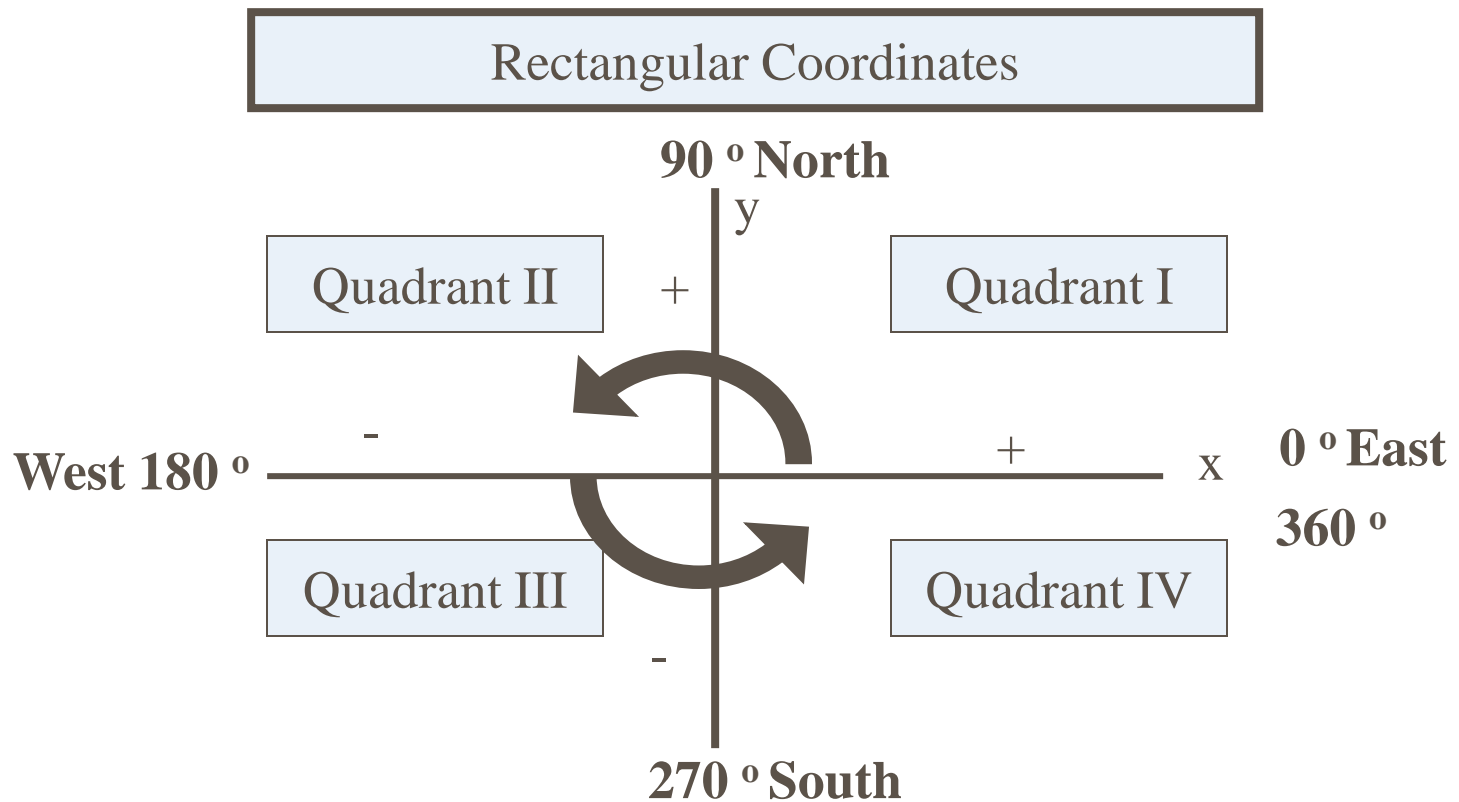 Rectangular Coordinates
90 o North
y
Quadrant II
+
Quadrant I
-
+
West 180 o
x
0 o East
360 o
Quadrant III
Quadrant IV
-
270 o South